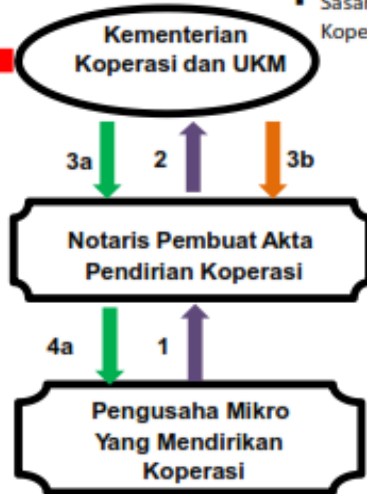 Kementerian
Koperasi dan UKM
3a
2
3b
Notaris Pembuat Akta
Pendirian Koperasi
4a
1
Pengusaha Mikro
Yang Mendirikan
Koperasi